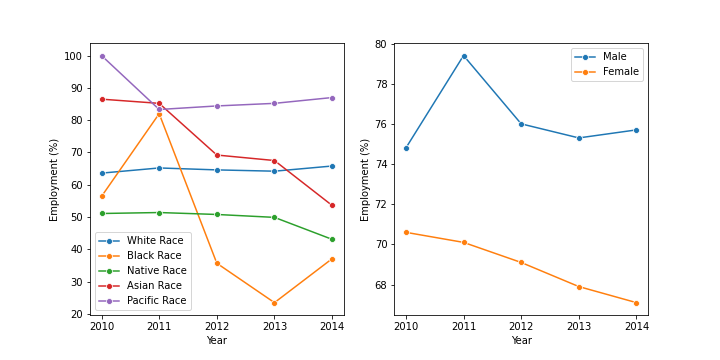 100
90
80
70
60
50
40
30
20
Employment (%)
2010 2011 2012 2013 2014
Year
White Race
Black Race
Native Race
Asian Race
Pacific Race
80
78
76
74
72
70
68
Employment (%)
2010 2011 2012 2013 2014
Year
Male
Female